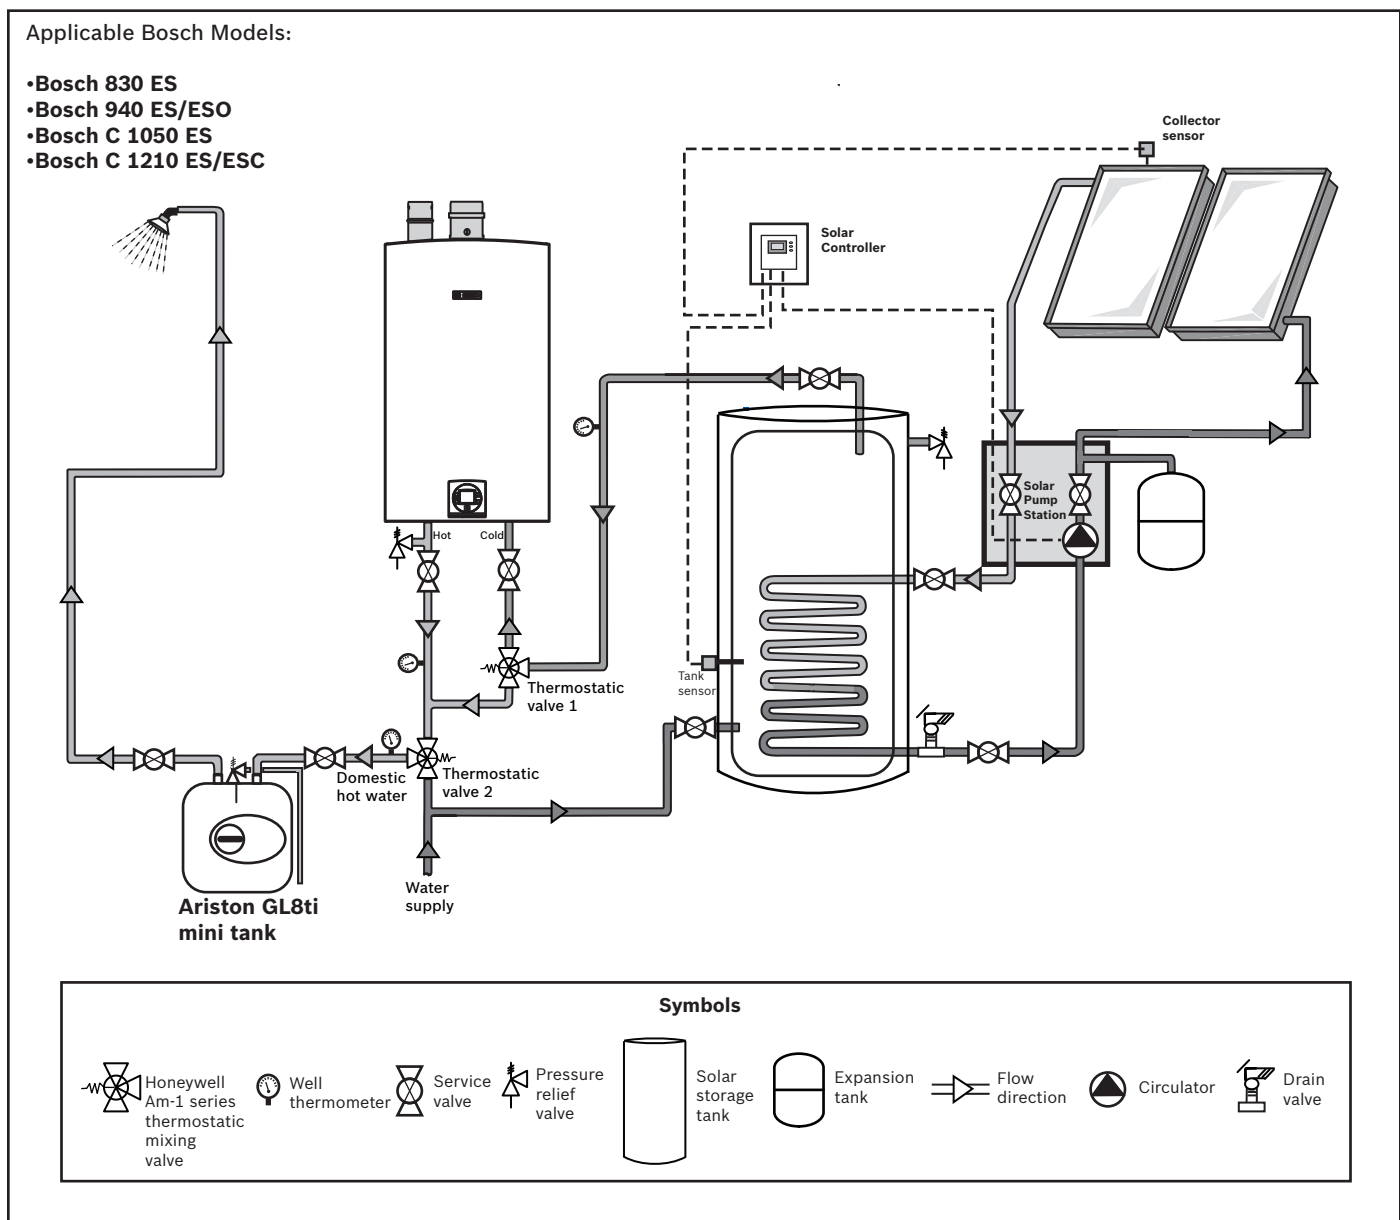 Applicable Bosch Models:
•Bosch 830 ES
•Bosch 940 ES/ESO
•Bosch C 1050 ES
•Bosch C 1210 ES/ESC
Collector
sensor
Solar
Controller
Solar
Pump
Station
Hot
Cold
Tank
sensor
Thermostatic
valve 1
Domestic
hot water
Thermostatic
valve 2
Water
supply
Ariston GL8ti
mini tank
Symbols
Honeywell
Am-1 series
thermostatic
mixing
valve
Well
thermometer
Service
valve
Pressure
relief
valve
Solar
storage
tank
Expansion
tank
Flow
direction
Circulator
Drain
valve